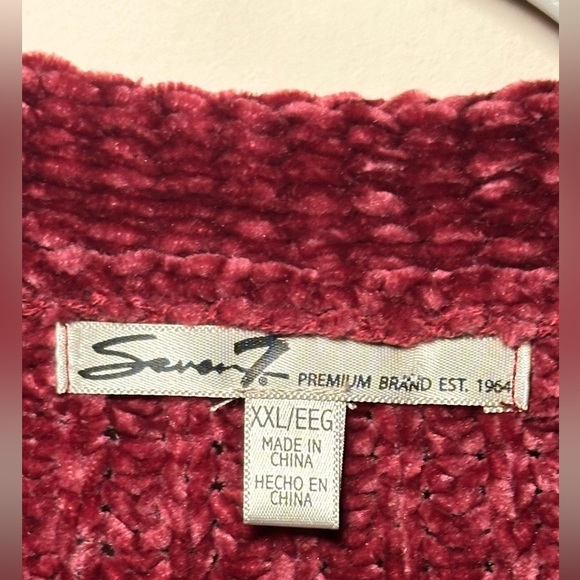 Seven7® PREMIUM BRAND EST. 1964
XXL/EEG
MADE IN
CHINA
HECHO EN
CHINA